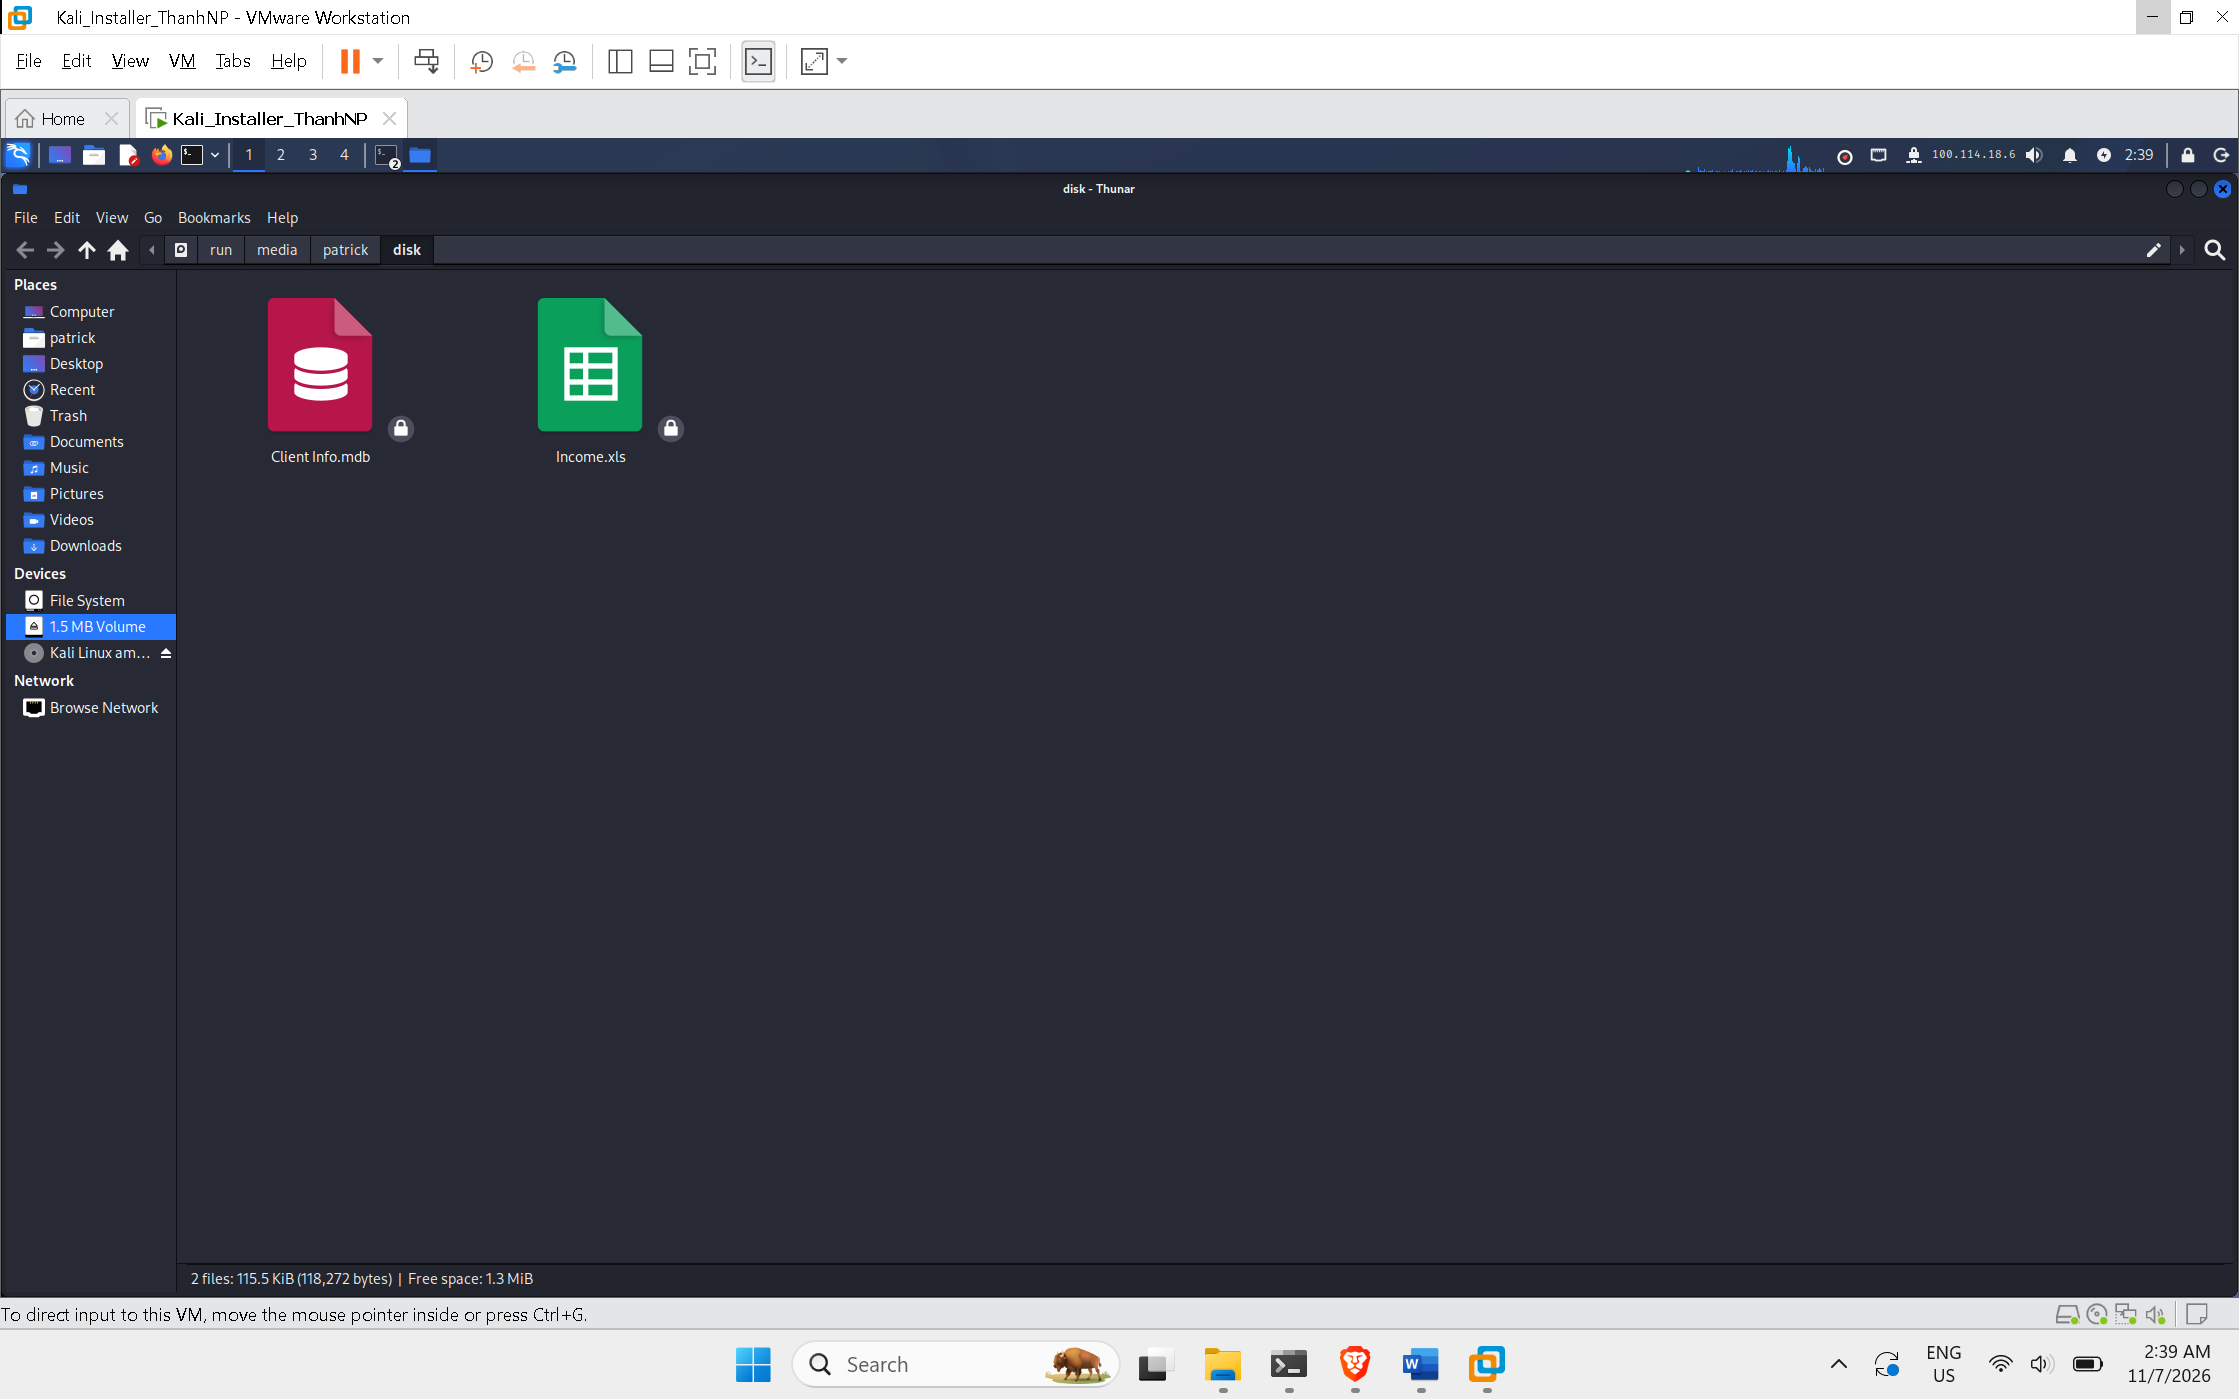 Kali_Installer_ThanhNP - VMware Workstation
File Edit View VM Tabs Help
Home
Kali_Installer_ThanhNP
1 2 3 4
2
100.114.18.6
2:39
disk - Thunar
File Edit View Go Bookmarks Help
run media patrick disk
Places
Computer
patrick
Desktop
Recent
Trash
Documents
Music
Pictures
Videos
Downloads
Devices
File System
1.5 MB Volume
Kali Linux am...
Network
Browse Network
Client Info.mdb
Income.xls
2 files: 115.5 KiB (118,272 bytes) | Free space: 1.3 MiB
To direct input to this VM, move the mouse pointer inside or press Ctrl+G.
Search
ENG
US
2:39 AM
11/7/2026